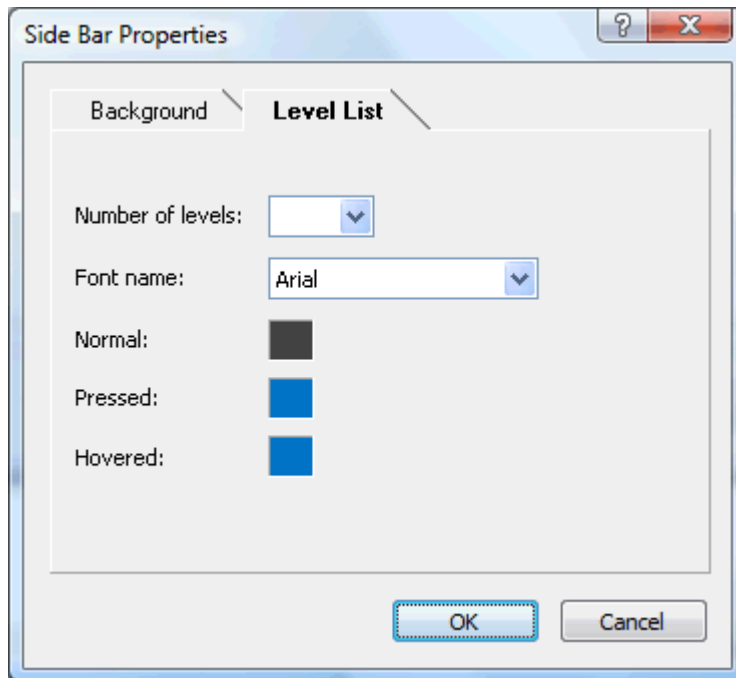 Side Bar Properties
Background Level List
Number of levels:
Font name: Arial
Normal:
Pressed:
Hovered:
OK Cancel